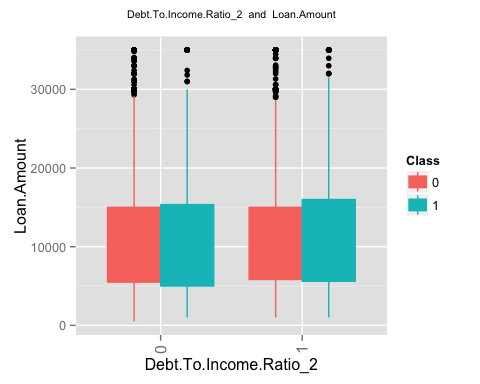 Debt.To.Income.Ratio_2 and Loan.Amount
Loan.Amount
30000
20000
10000
0
0
1
Debt.To.Income.Ratio_2
Class
0
1